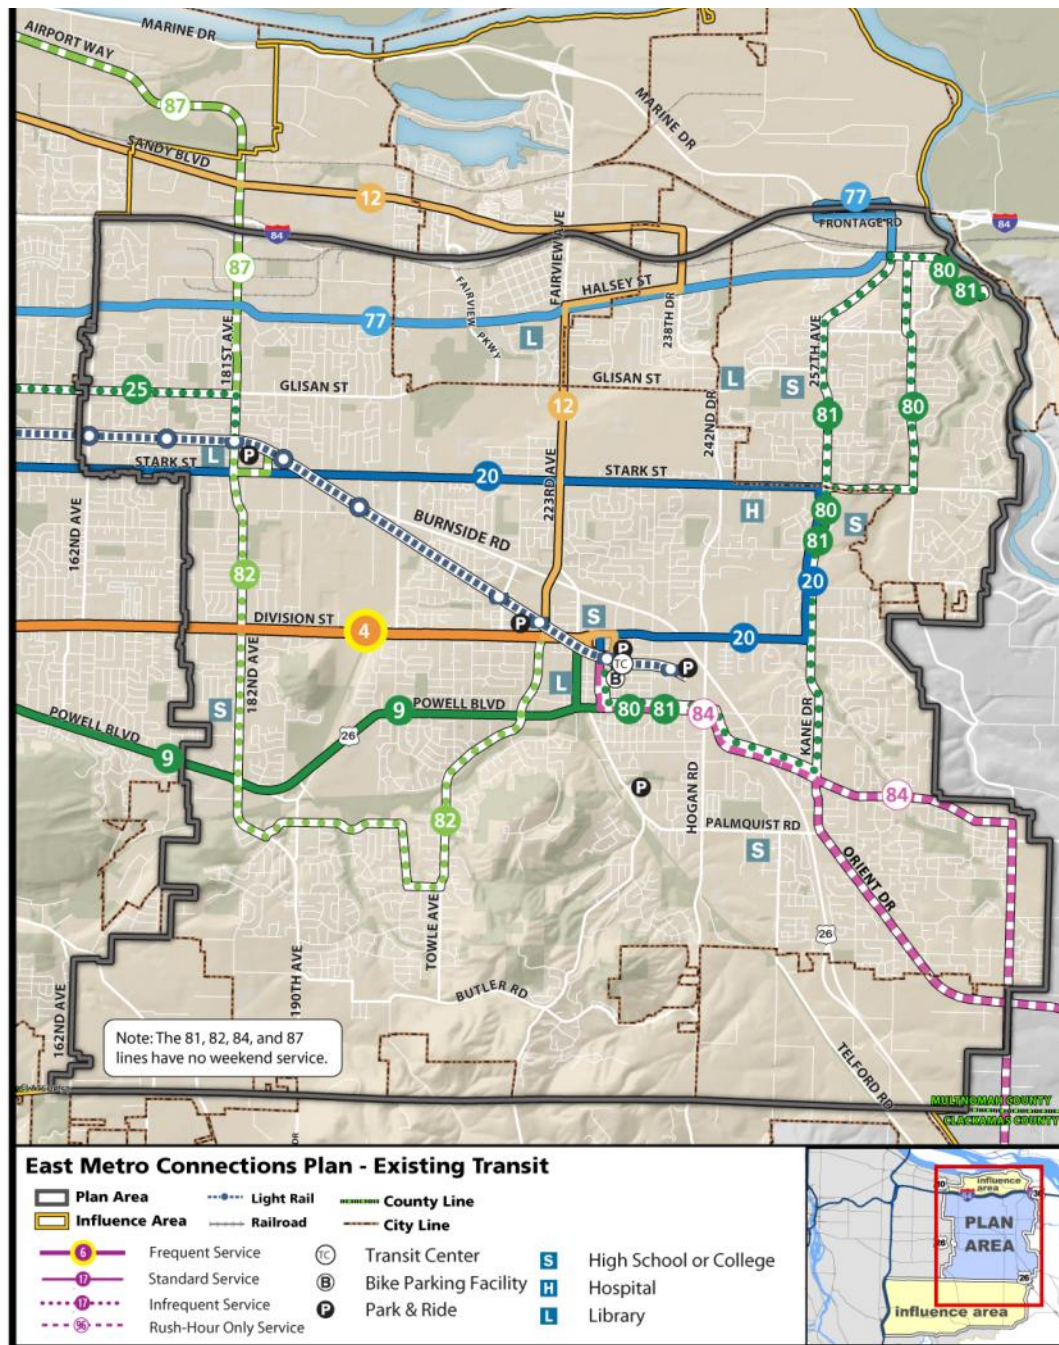 MARINE DR
AIRPORT WAY
87
MARINE DR
SANDY BLVD
12
77
FRONTAGE RD
84
84
FAIRVIEW AVE
87
80
HALSEY ST
81
77
FAIRVIEW PKWY
238TH DR
257TH AVE
181ST AVE
L
25
GLISAN ST
GLISAN ST
L
S
12
81
80
242ND DR
L
P
STARK ST
20
STARK ST
223RD AVE
H
80
S
162ND AVE
BURNSIDE RD
81
82
20
DIVISION ST
4
P
S
20
P
TC
P
B
182ND AVE
L
S
POWELL BLVD
9
POWELL BLVD
80
81
84
26
9
KANE DR
HOGAN RD
P
84
82
PALMQUIST RD
S
ORIENT DR
TOWLE AVE
26
190TH AVE
BUTLER RD
162ND AVE
Note: The 81, 82, 84, and 87
lines have no weekend service.
TELFORD RD
MULTNOMAH COUNTY
CLACKAMAS COUNTY
DR
East Metro Connections Plan - Existing Transit
Plan Area
Light Rail
County Line
Influence Area
Railroad
City Line
6
Frequent Service
TC
Transit Center
S
High School or College
17
Standard Service
B
Bike Parking Facility
H
Hospital
17
Infrequent Service
P
Park & Ride
L
Library
96
Rush-Hour Only Service
influence
area
PLAN
AREA
26
26
influence area